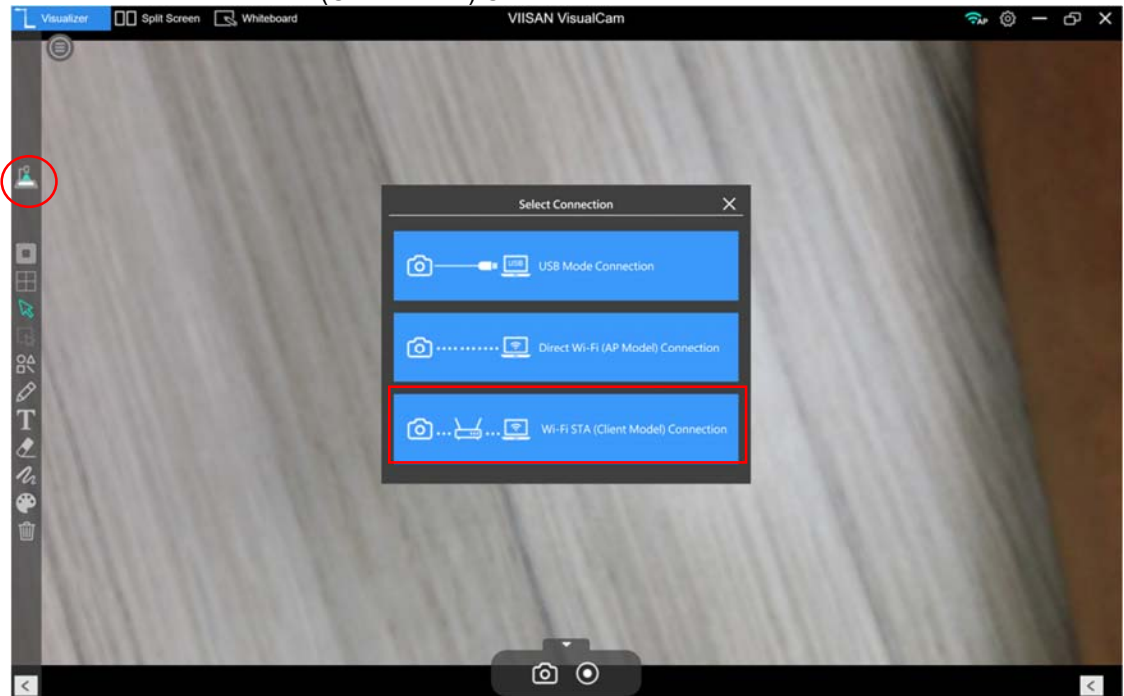 Visualizer
Split Screen
Whiteboard
VIISAN VisualCam
AP
Select Connection
USB
USB Mode Connection
Direct Wi-Fi (AP Model) Connection
Wi-Fi STA (Client Model) Connection
T